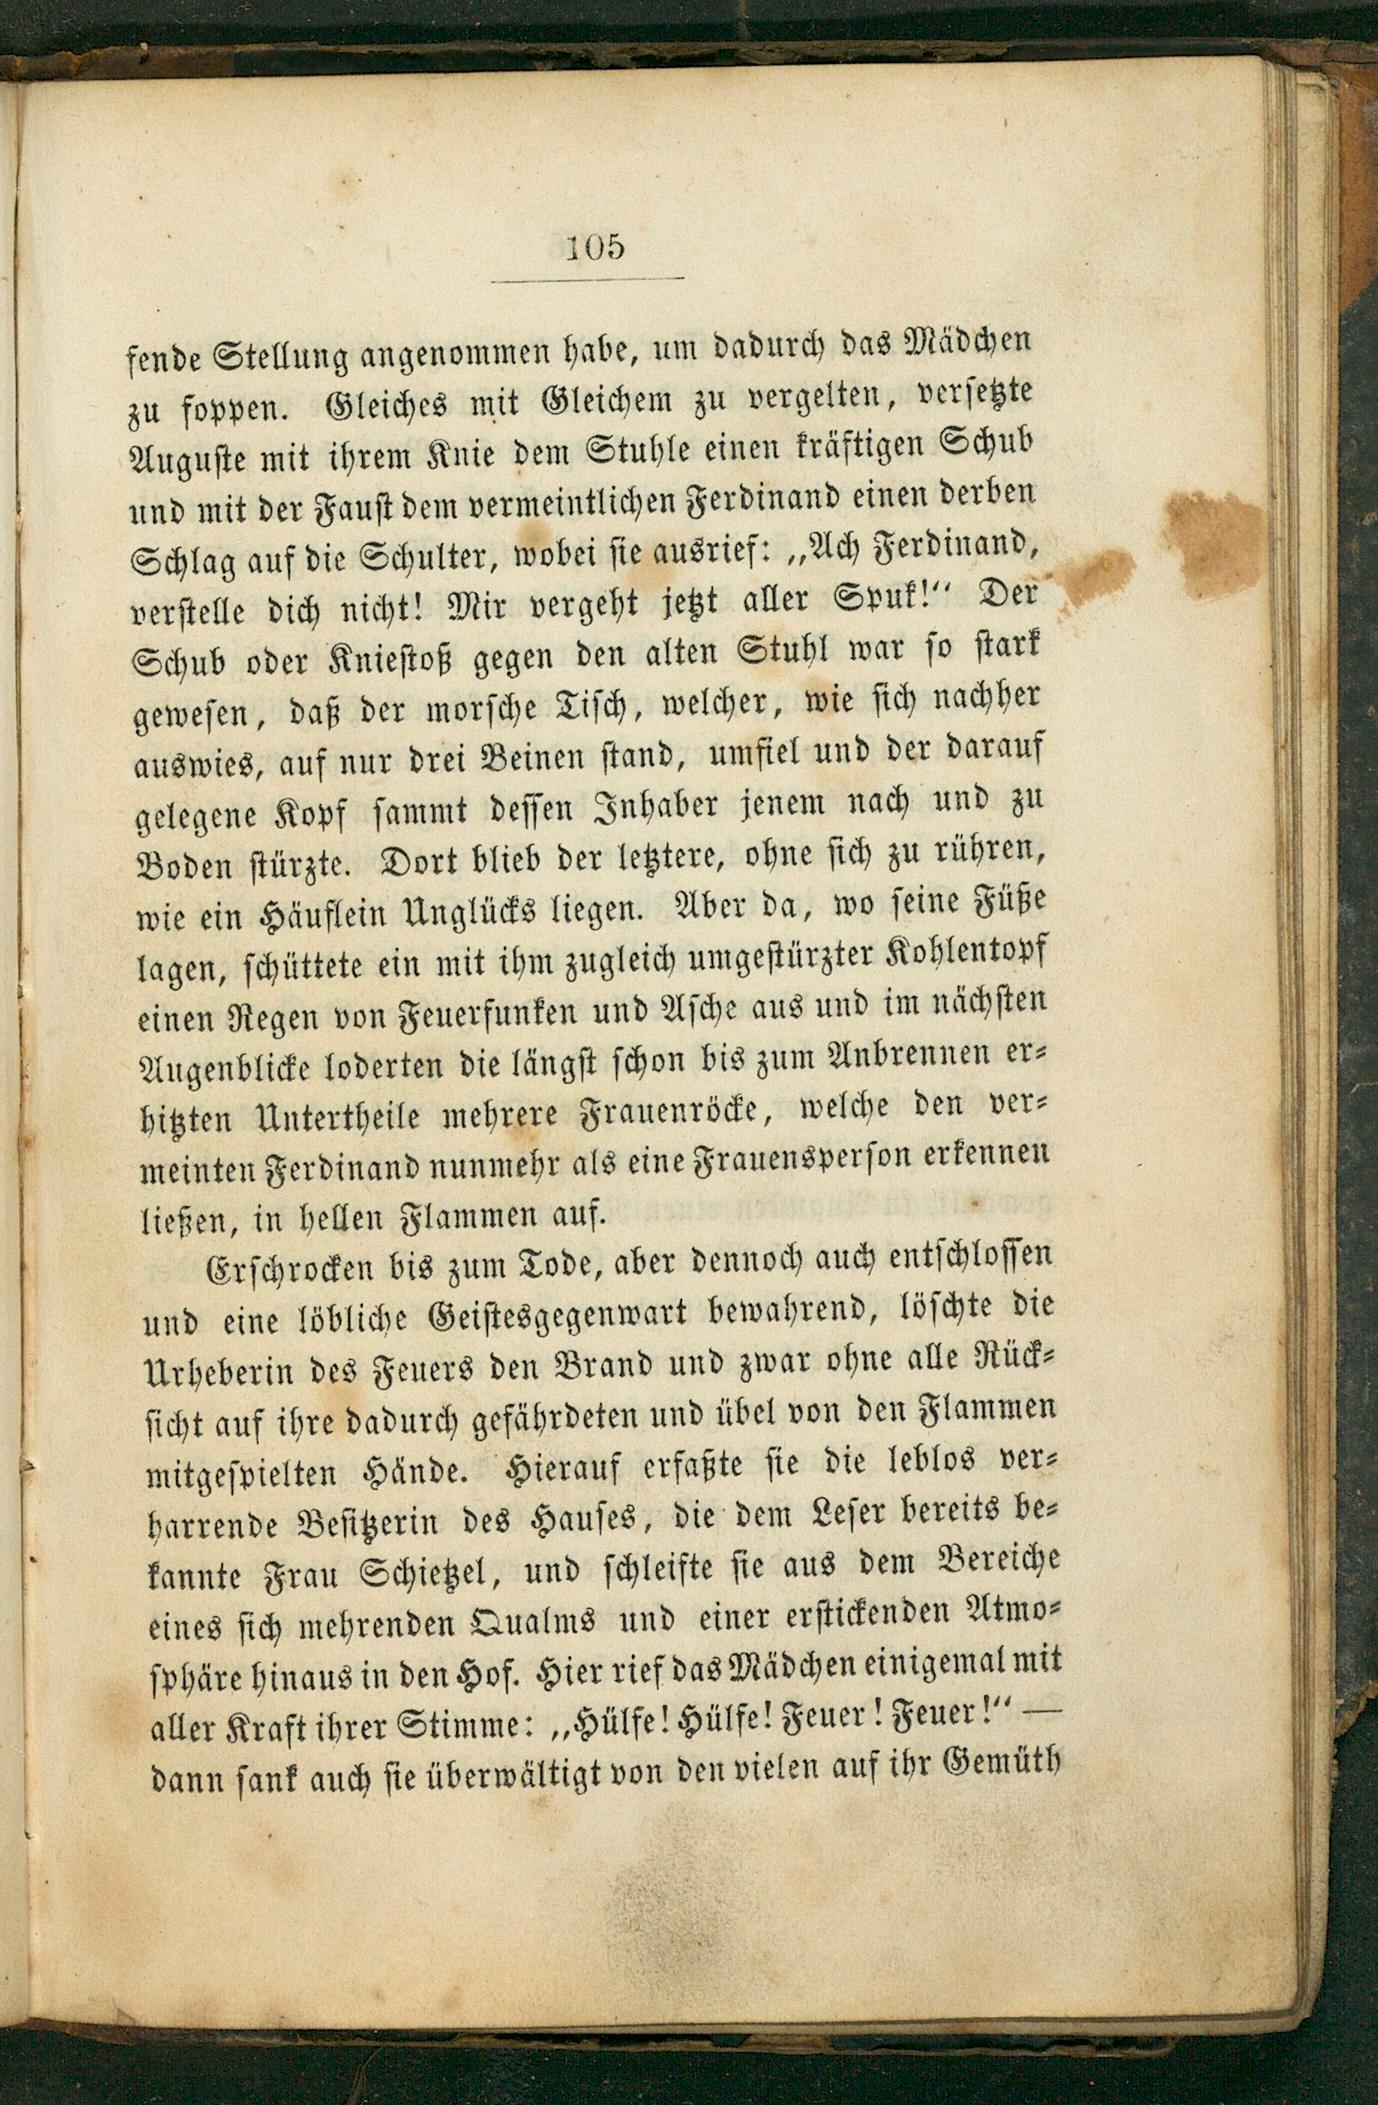 105
fende Stellung angenommen habe, um dadurch das Mädchen
zu foppen. Gleiches mit Gleichem zu vergelten, versetzte
Auguste mit ihrem Knie dem Stuhle einen kräftigen Schub
und mit der Faust dem vermeintlichen Ferdinand einen derben
Schlag auf die Schulter, wobei sie ausrief: „Ach Ferdinand,
verstelle dich nicht! Mir vergeht jetzt aller Spuk!“ Der
Schub oder Kniestoß gegen den alten Stuhl war so stark
gewesen, daß der morsche Tisch, welcher, wie sich nachher
auswies, auf nur drei Beinen stand, umfiel und der darauf
gelegene Kopf sammt dessen Inhaber jenem nach und zu
Boden stürzte. Dort blieb der letztere, ohne sich zu rühren,
wie ein Häuflein Unglücks liegen. Aber da, wo seine Füße
lagen, schüttete ein mit ihm zugleich umgestürzter Kohlentopf
einen Regen von Feuerfunken und Asche aus und im nächsten
Augenblicke loderten die längst schon bis zum Anbrennen er-
hitzten Untertheile mehrere Frauenröcke, welche den ver-
meinten Ferdinand nunmehr als eine Frauensperson erkennen
ließen, in hellen Flammen auf.
Erschrocken bis zum Tode, aber dennoch auch entschlossen
und eine löbliche Geistesgegenwart bewahrend, löschte die
Urheberin des Feuers den Brand und zwar ohne alle Rück-
sicht auf ihre dadurch gefährdeten und übel von den Flammen
mitgespielten Hände. Hierauf erfaßte sie die leblos ver-
harrende Besitzerin des Hauses, die dem Leser bereits be-
kannte Frau Schietzel, und schleifte sie aus dem Bereiche
eines sich mehrenden Qualms und einer erstickenden Atmo-
sphäre hinaus in den Hof. Hier rief das Mädchen einigemal mit
aller Kraft ihrer Stimme: „Hülfe! Hülfe! Feuer! Feuer!“ —
dann sank auch sie überwältigt von den vielen auf ihr Gemüth